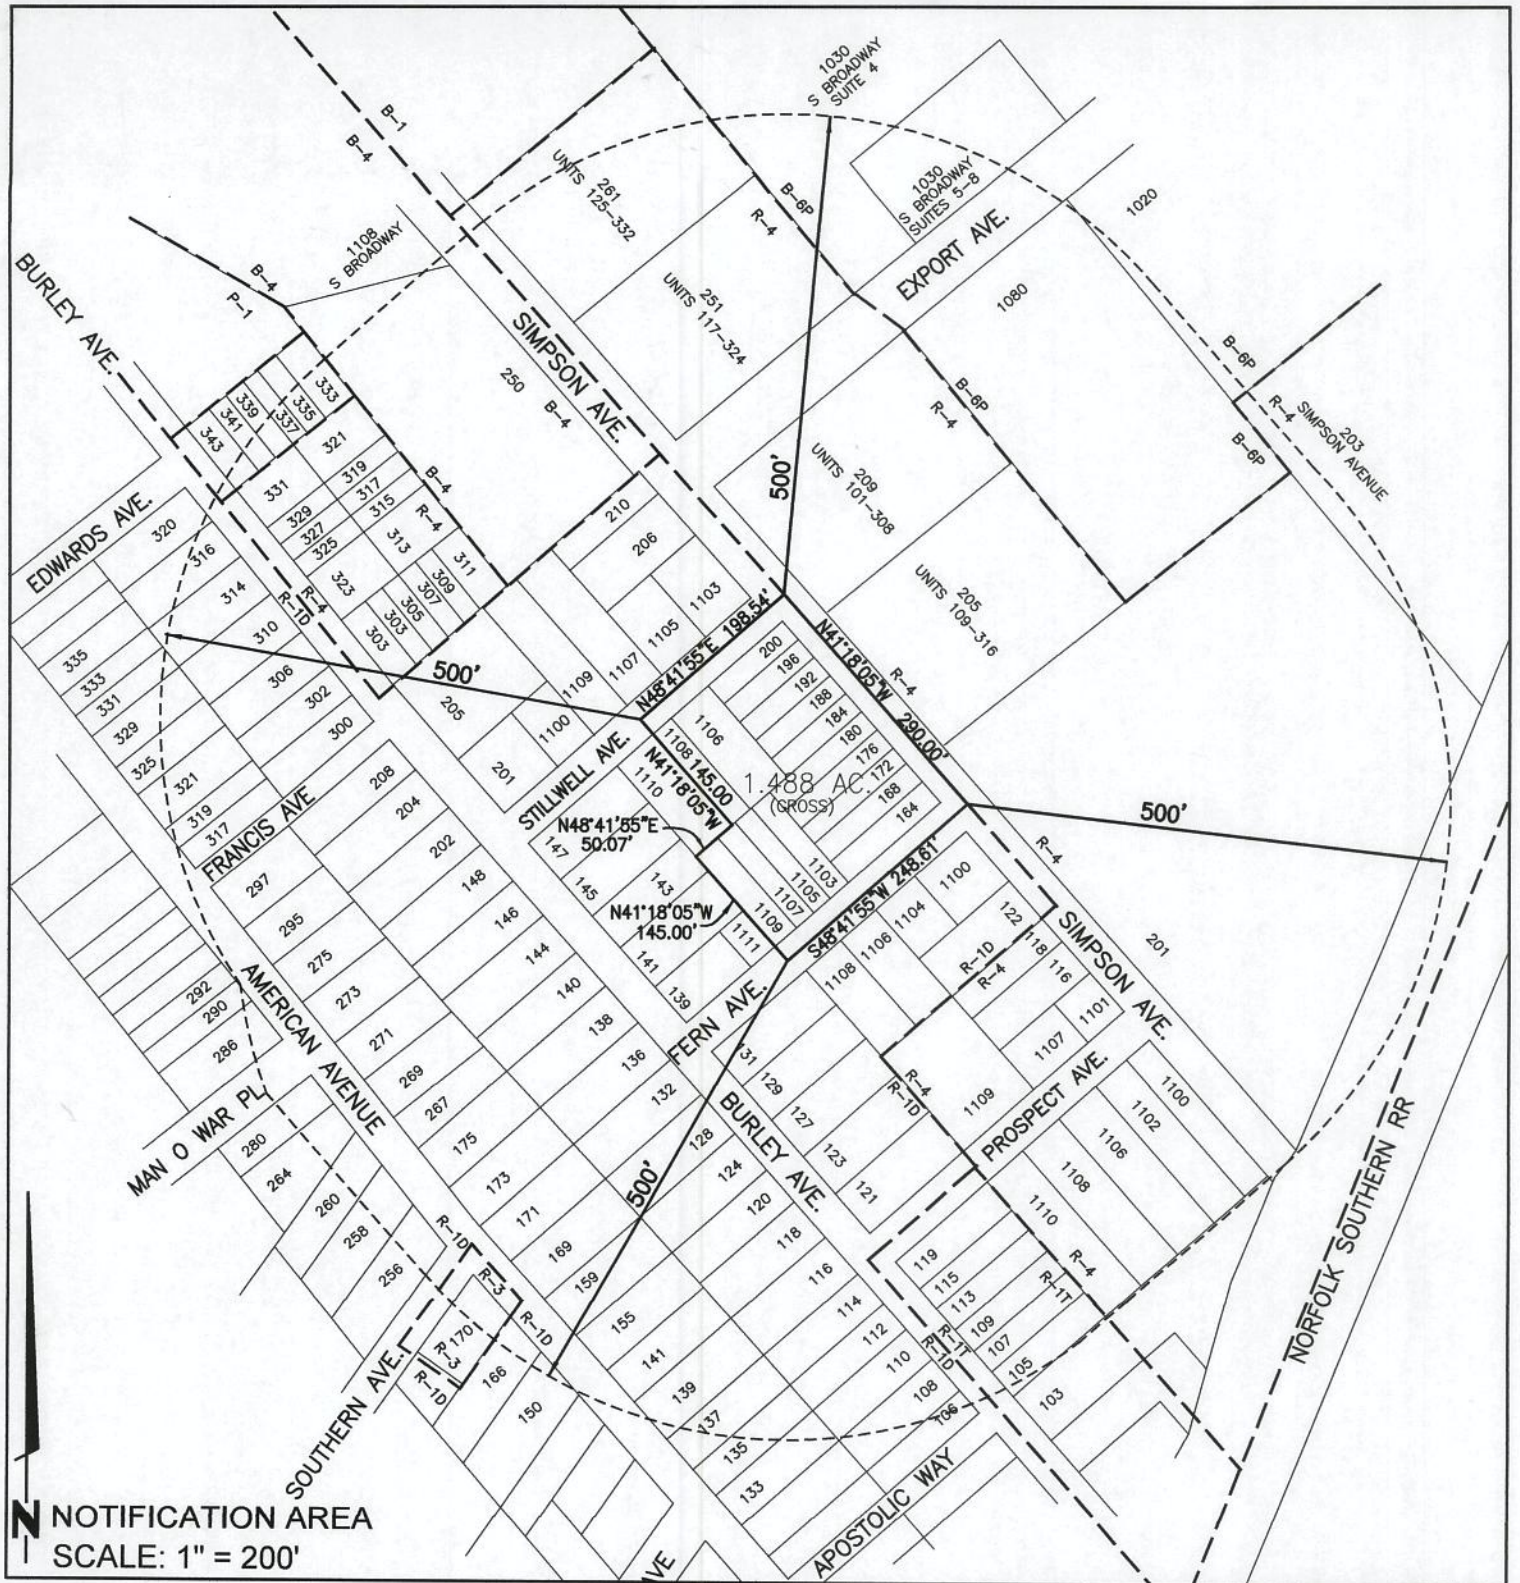 1030
S BROADWAY
SUITE 4
B-1
B-4
261
UNITS 125-332
B-6P
R-4
1030
S BROADWAY
SUITES 5-8
1020
1108
S BROADWAY
EXPORT AVE.
BURLEY AVE.
B-4
P-1
251
UNITS 117-324
1080
SIMPSON AVE.
250
B-4
B-6P
R-4
B-6P
R-4
B-6P
203
SIMPSON AVENUE
343
341
339
337
335
333
321
319
317
315
313
311
309
307
305
303
303
331
329
327
325
323
B-4
R-4
500'
209
UNITS 101-308
205
UNITS 109-316
EDWARDS AVE.
320
316
314
310
306
302
300
R-4
R-1D
210
206
1103
1105
1107
1109
1100
205
201
500'
N48°41'55"E 198.54'
N41°18'05"W 290.00'
R-4
335
333
331
329
325
321
319
317
FRANCIS AVE
STILLWELL AVE.
1108
1106
1110
N41°18'05"W
145.00
200
196
192
188
184
180
176
172
168
164
1.488 AC.
(GROSS)
N48°41'55"E
50.07'
N41°18'05"W
145.00'
147
145
143
141
139
1103
1105
1107
1109
1111
S48°41'55"W 248.61'
500'
R-4
208
204
202
148
146
144
140
138
136
132
128
124
120
118
116
114
112
110
108
106
297
295
275
273
271
269
267
175
173
171
169
159
155
141
139
137
135
133
292
290
286
AMERICAN AVENUE
MAN O WAR PL
280
264
260
258
256
FERN AVE.
1100
1104
1106
1108
122
118
116
1101
1107
1109
R-1D
R-4
SIMPSON AVE.
201
131
129
127
123
121
BURLEY AVE.
R-4
R-1D
PROSPECT AVE.
1100
1102
1106
1108
1110
500'
R-4
R-1T
119
115
113
109
107
105
103
R-1T
R-1D
NORFOLK SOUTHERN RR
R-1D
R-3
R-1D
170
R-3
R-1D
166
150
SOUTHERN AVE.
APOSTOLIC WAY
AVE
N NOTIFICATION AREA
SCALE: 1" = 200'